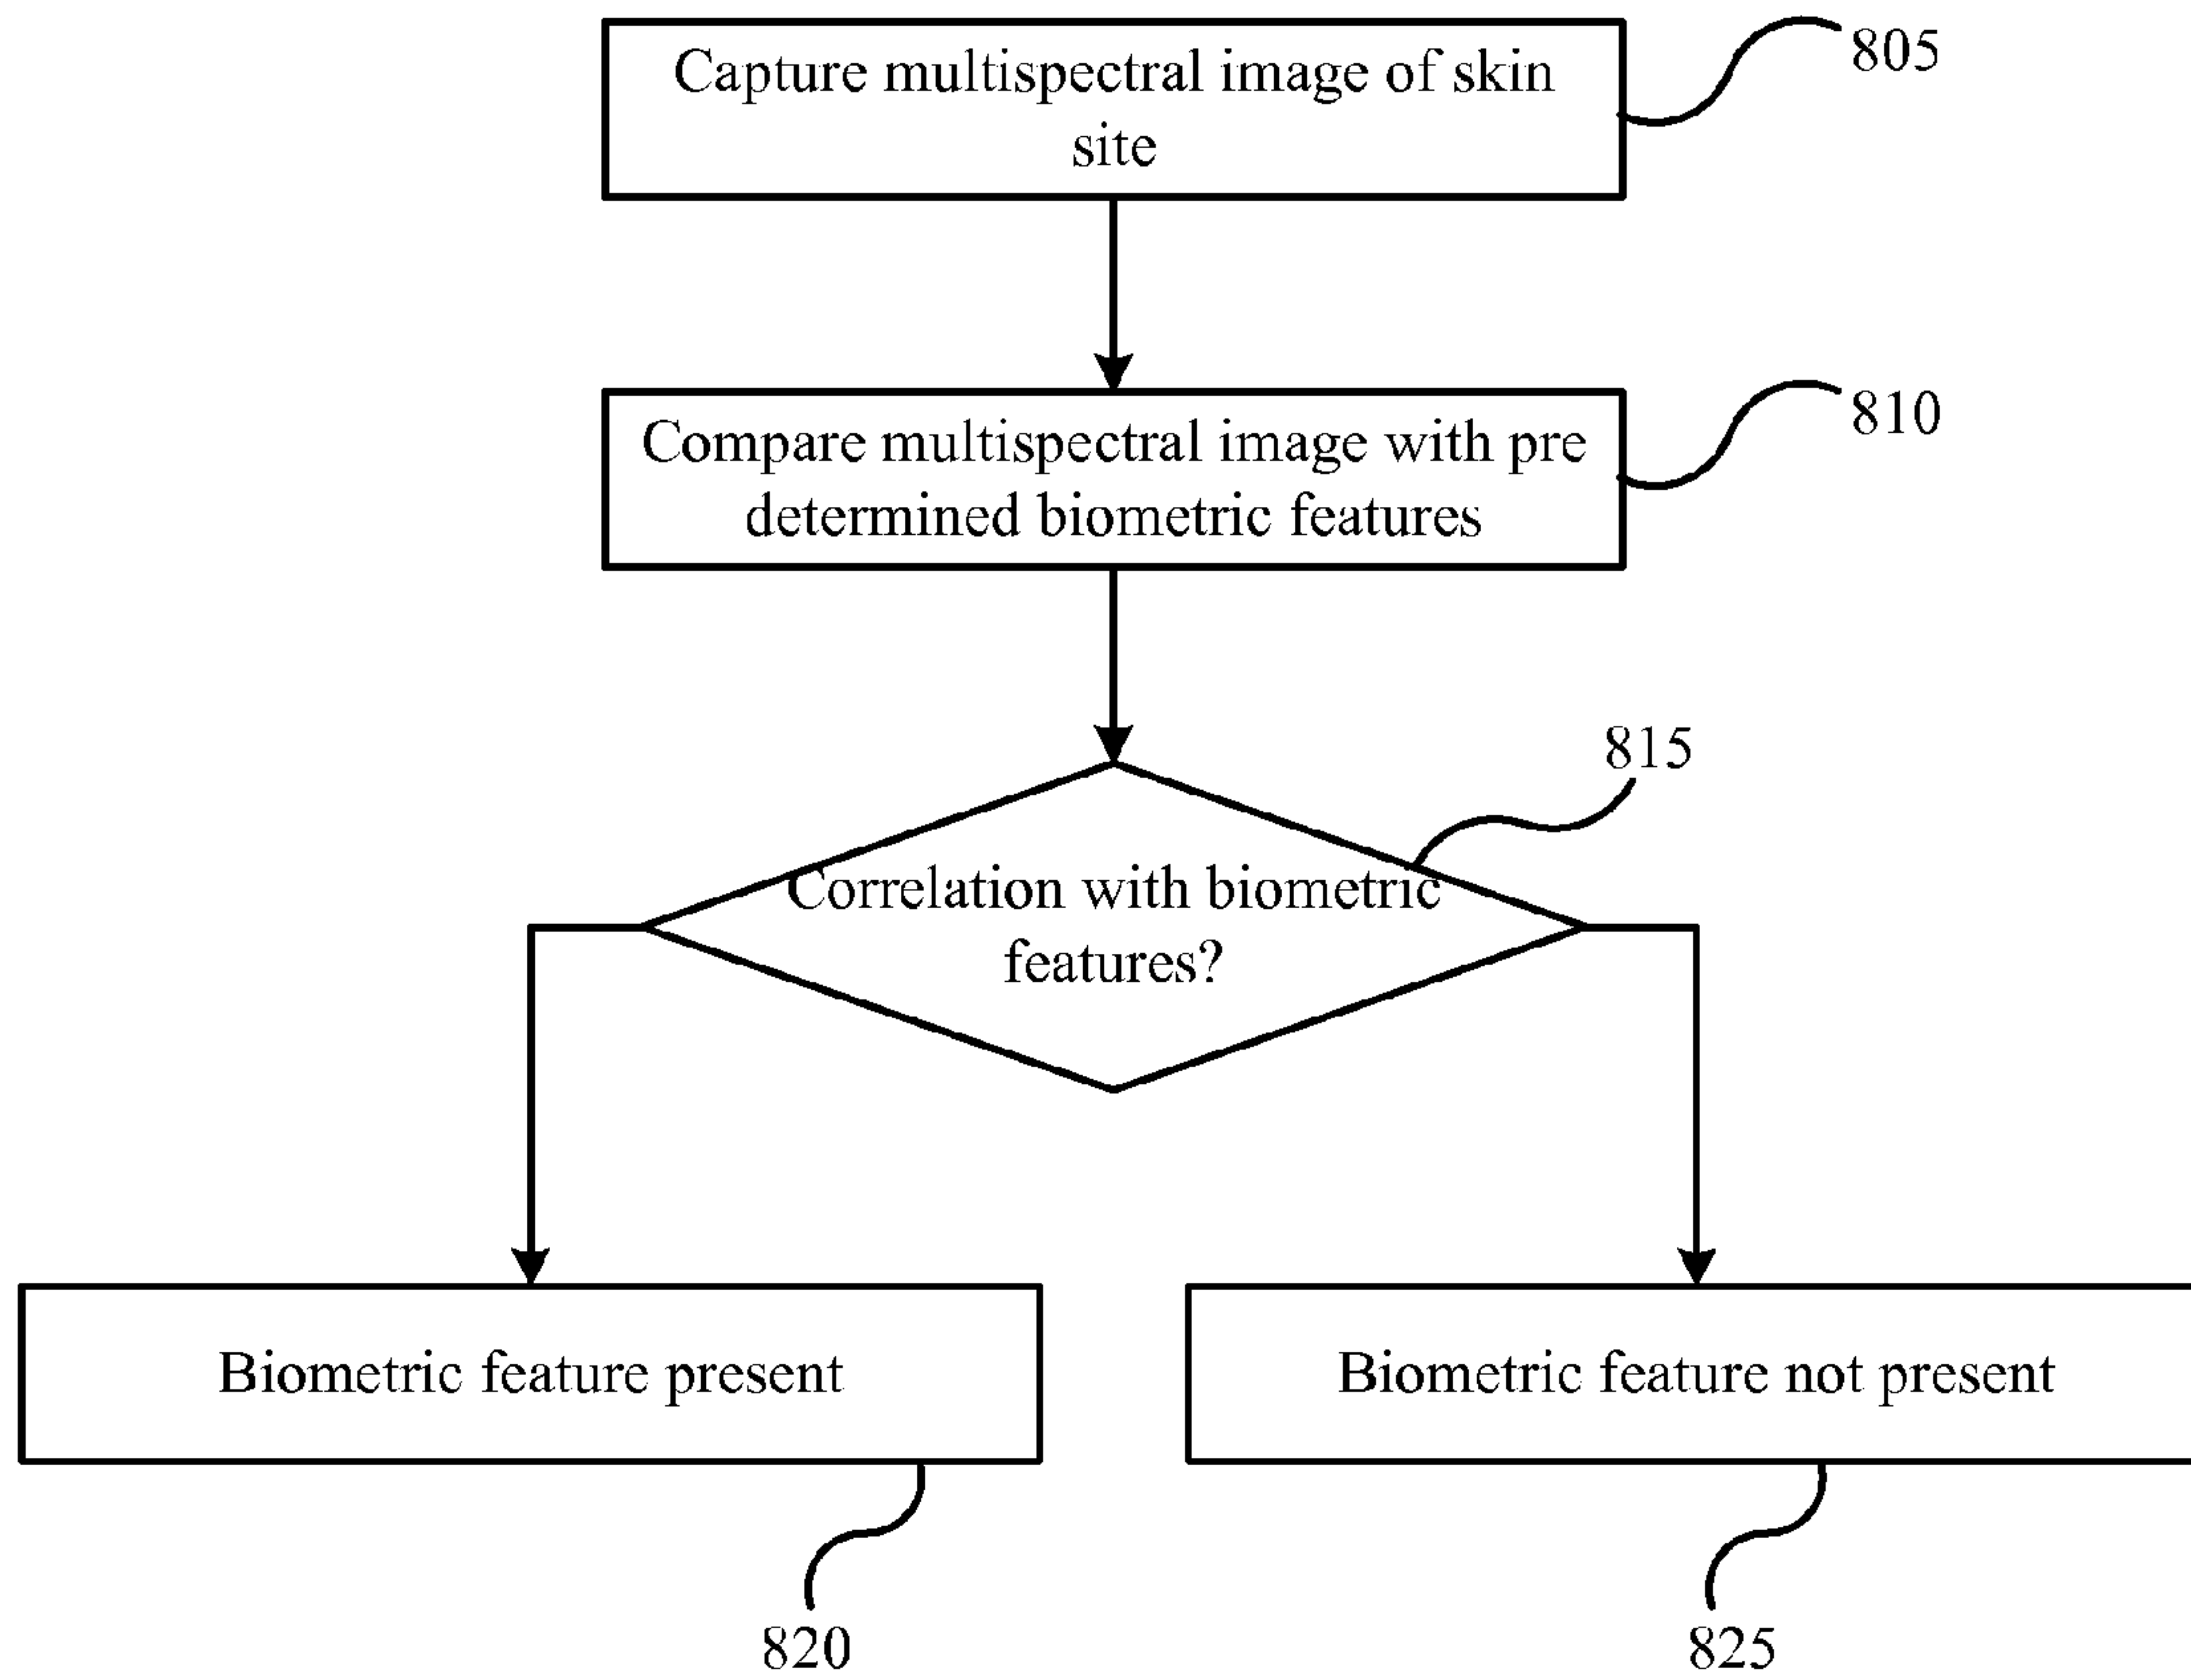 Capture multispectral image of skin
site
805
Compare multispectral image with pre
determined biometric features
810
815
Correlation with biometric
features?
Biometric feature present
Biometric feature not present
820
825